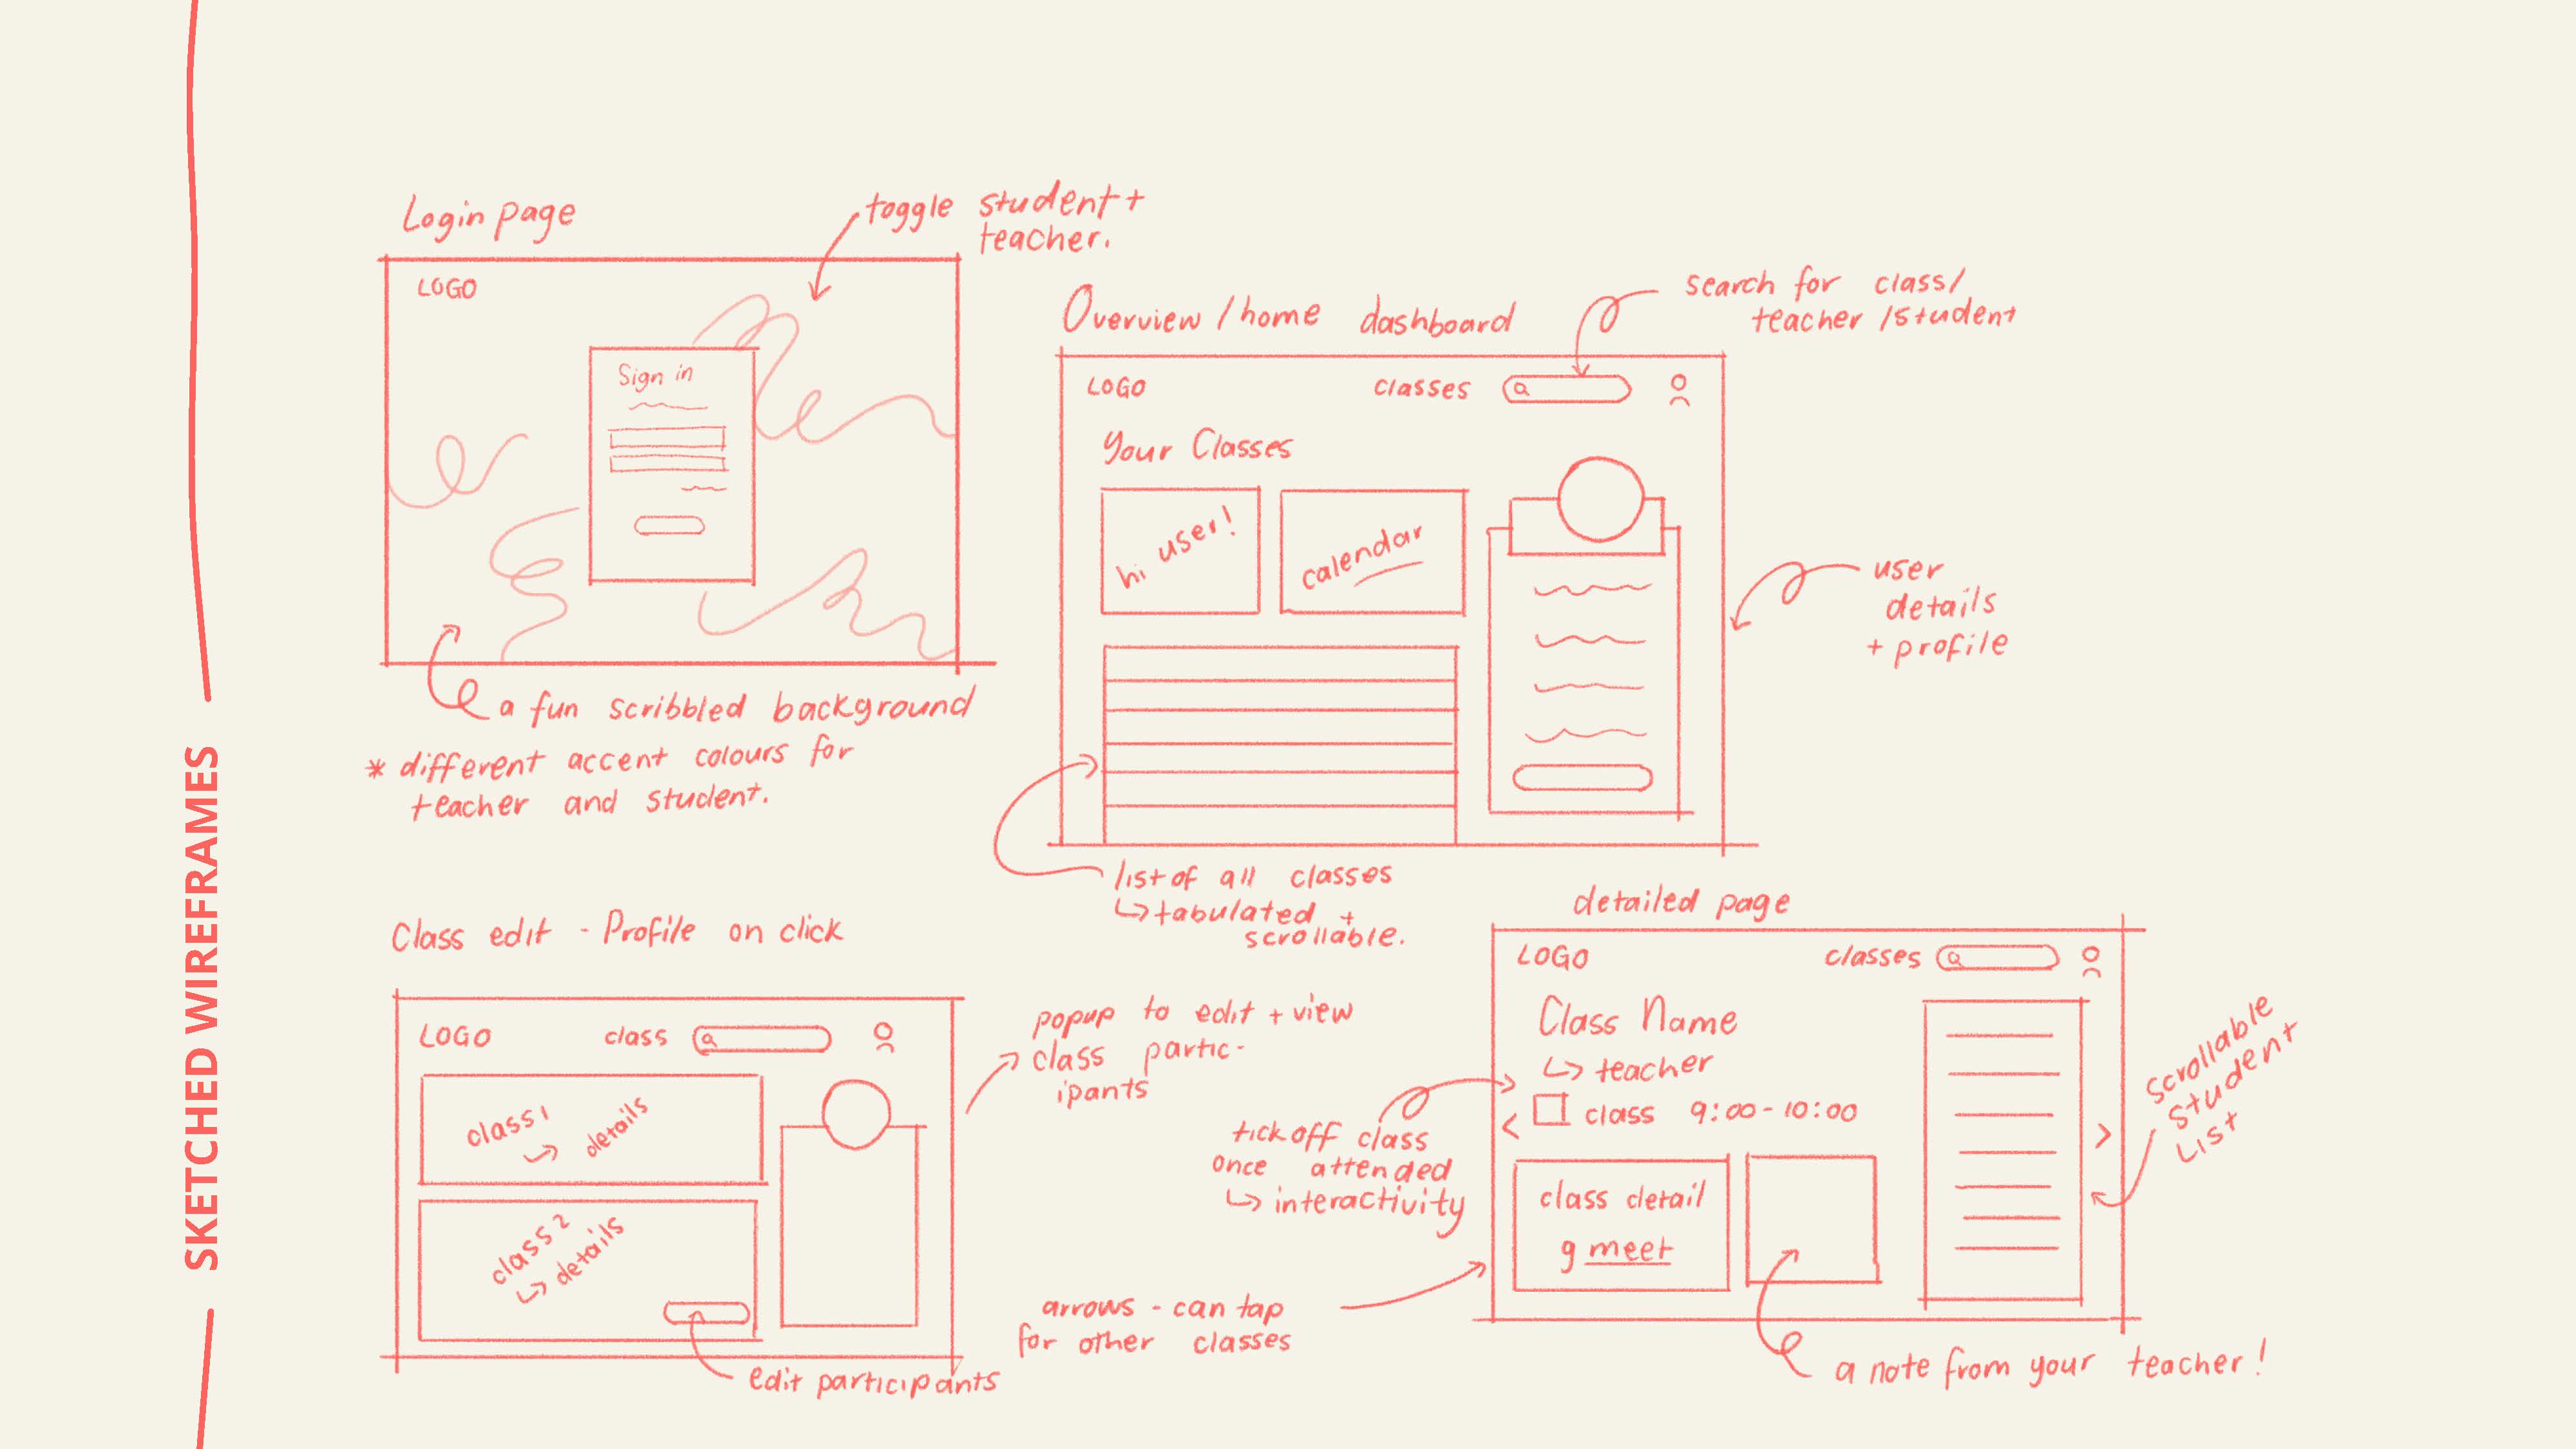 SKETCHED WIREFRAMES
Login page
toggle student +
teacher.
LOGO
Sign in
a fun scribbled background
* different accent colours for
teacher and student.
Overview / home dashboard
search for class/
teacher /student
LOGO classes
Your Classes
hi user!
calendar
user
details
+ profile
list of all classes
↳ tabulated +
scrollable.
Class edit - Profile on click
LOGO class
class 1
↳ details
class 2
↳ details
edit participants
popup to edit + view
class partic-
ipants
detailed page
LOGO classes
Class Name
↳ teacher
< class 9:00 - 10:00 >
class detail
g meet
tick off class
once attended
↳ interactivity
arrows - can tap
for other classes
scrollable
student
list
a note from your teacher!